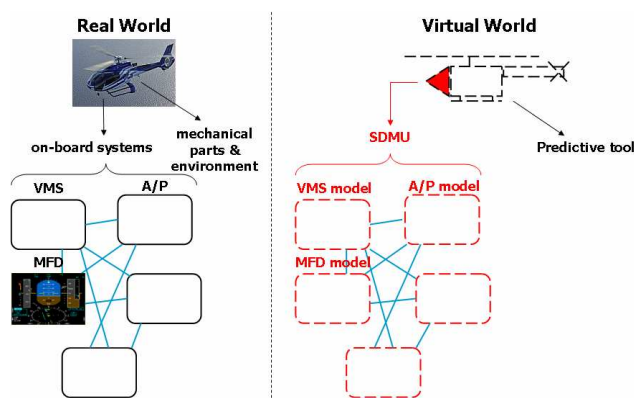 Real World
Virtual World
mechanical
parts &
environment
on-board systems
SDMU
Predictive tool
VMS
A/P
VMS model
A/P model
MFD
MFD model